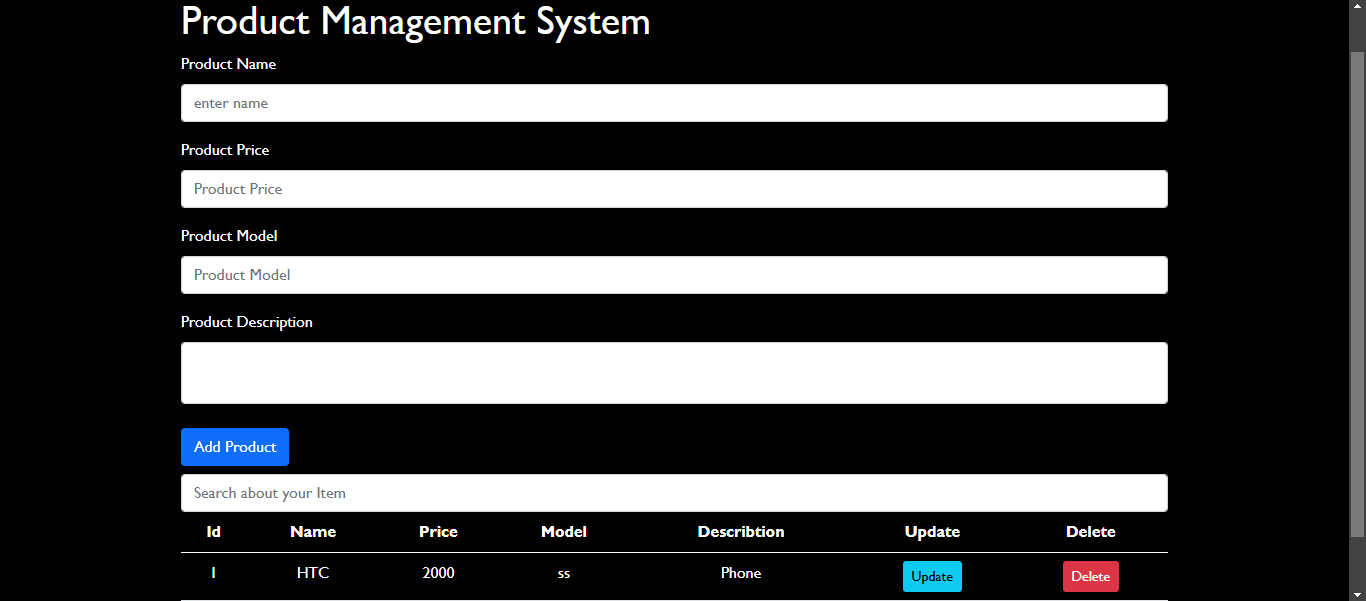 Product Management System
Product Name
enter name
Product Price
Product Price
Product Model
Product Model
Product Description
Add Product
Search about your Item
Id Name Price Model Describtion Update Delete
1 HTC 2000 ss Phone Update Delete